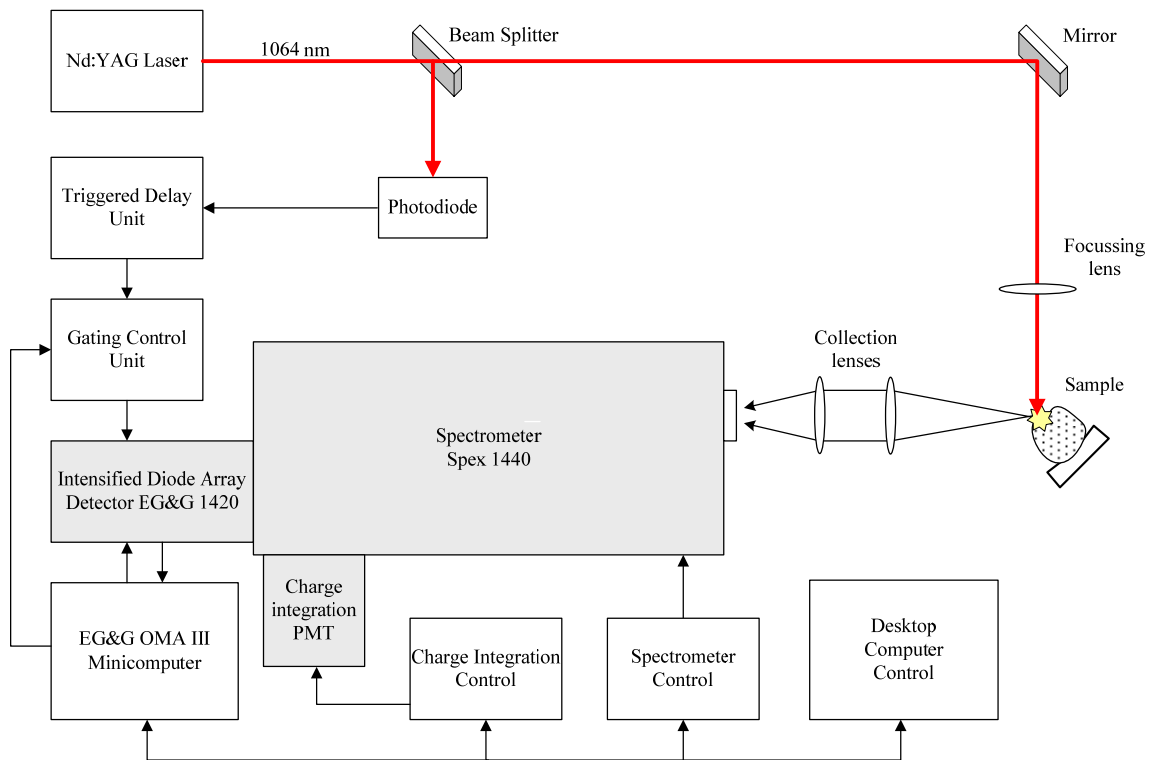 Nd:YAG Laser
1064 nm
Beam Splitter
Mirror
Triggered Delay
Unit
Photodiode
Focussing
lens
Gating Control
Unit
Collection
lenses
Sample
Spectrometer
Spex 1440
Intensified Diode Array
Detector EG&G 1420
Charge
integration
PMT
EG&G OMA III
Minicomputer
Charge Integration
Control
Spectrometer
Control
Desktop
Computer
Control